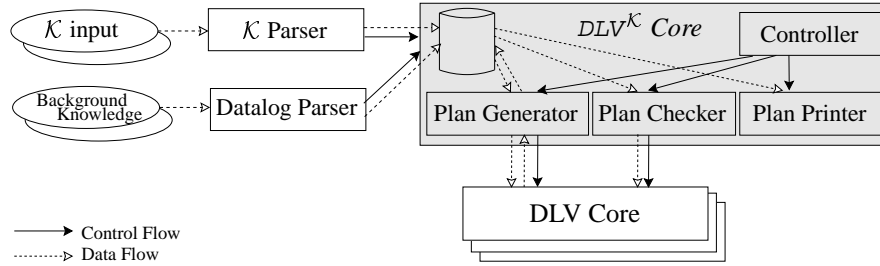 𝒦 input
𝒦 Parser
DLV^𝒦 Core
Controller
Background
Knowledge
Datalog Parser
Plan Generator
Plan Checker
Plan Printer
DLV Core
Control Flow
Data Flow